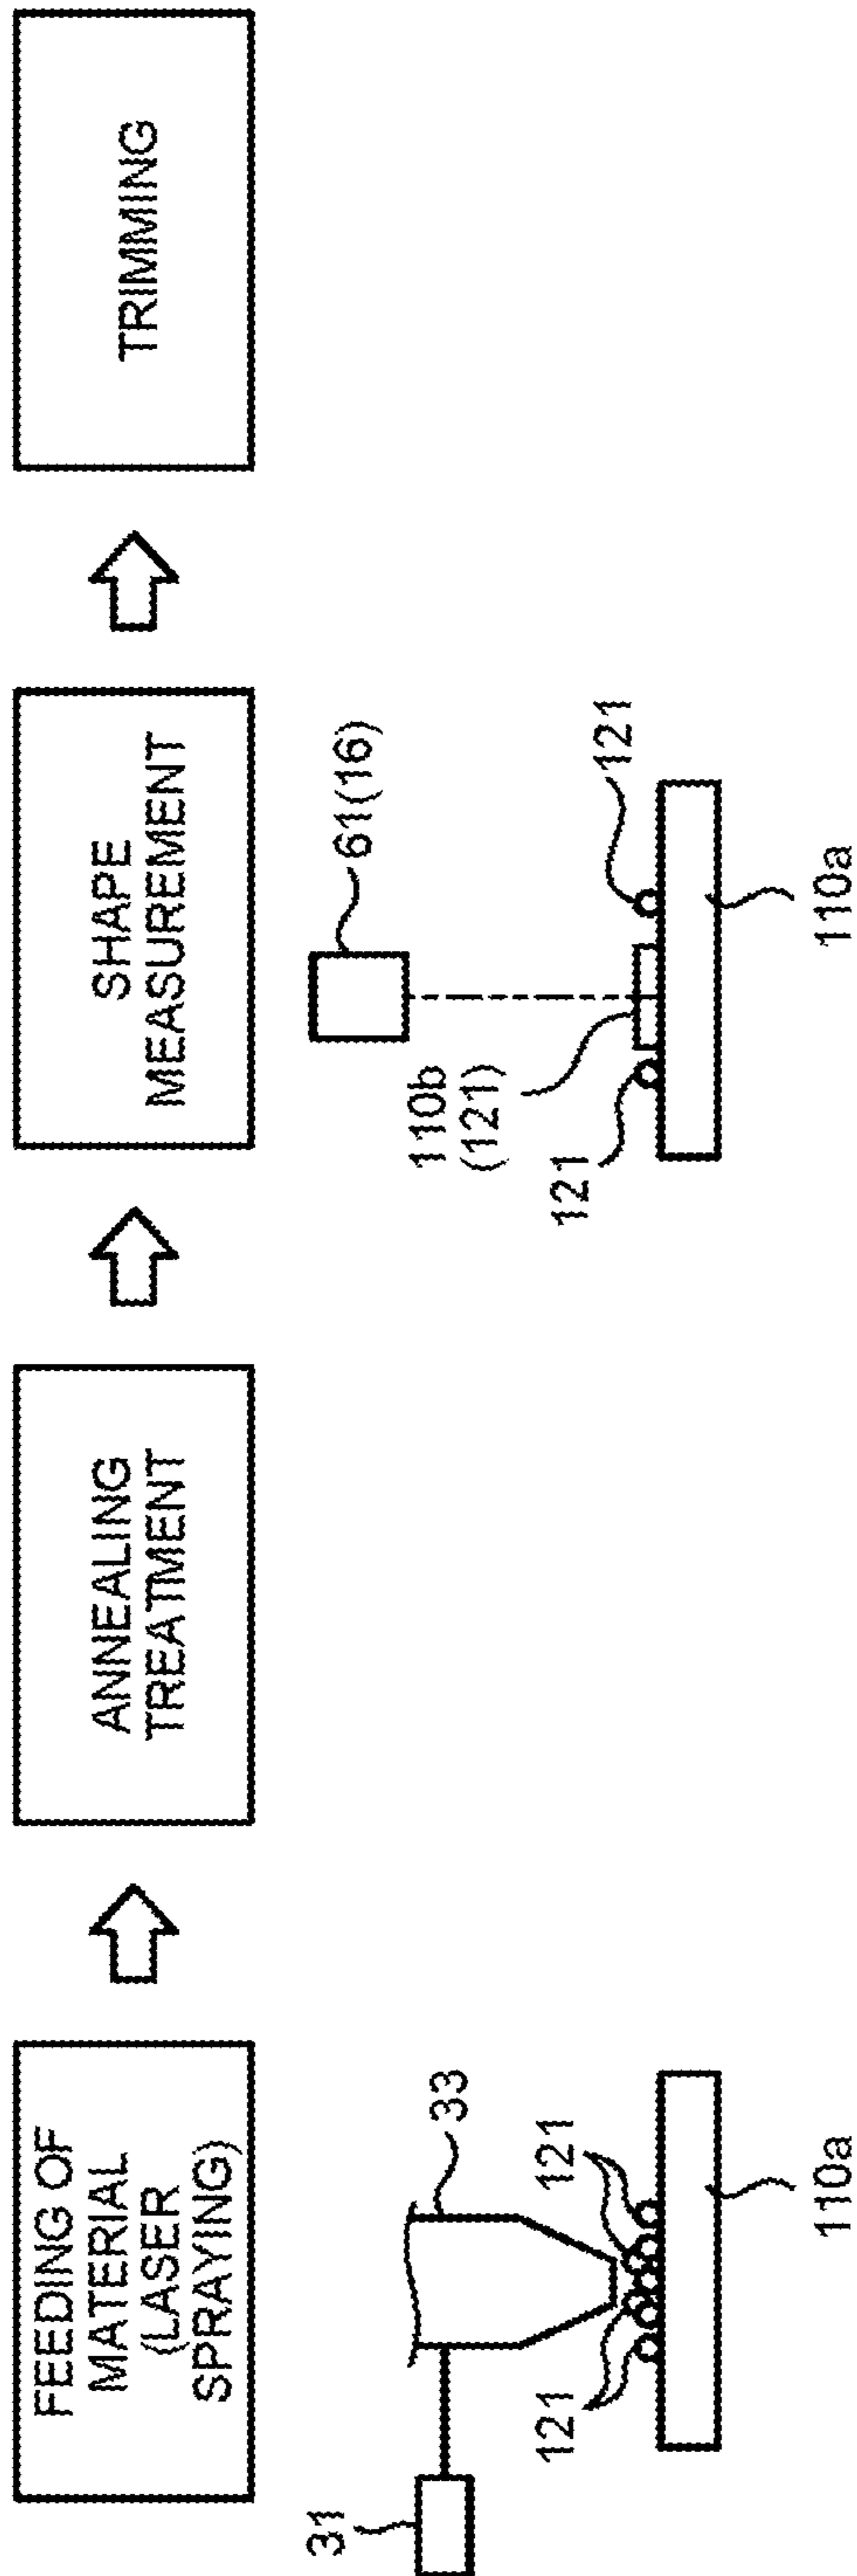 FEEDING OF
MATERIAL
(LASER
SPRAYING)
ANNEALING
TREATMENT
SHAPE
MEASUREMENT
TRIMMING
31
33
121
121
110a
61(16)
110b
(121)
121
121
110a